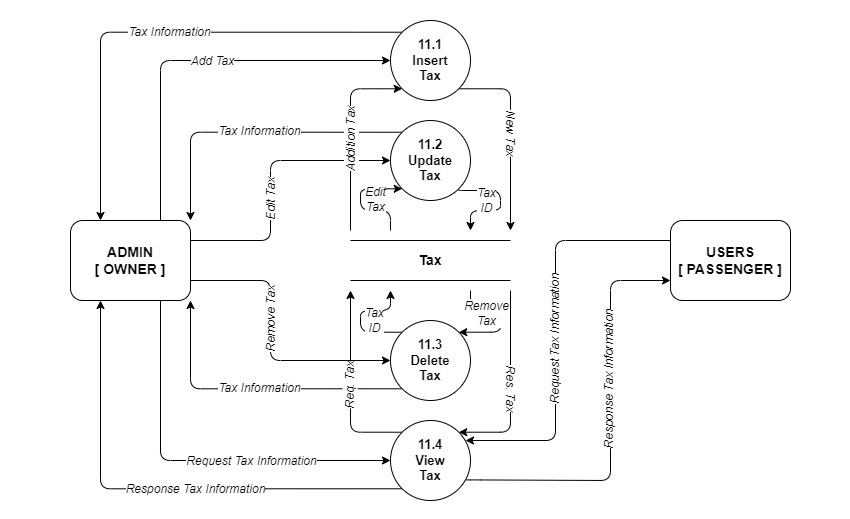 Tax Information
11.1
Insert
Tax
Add Tax
Addition Tax
New Tax
Tax Information
11.2
Update
Tax
Edit Tax
Edit
Tax
Tax
ID
ADMIN
[ OWNER ]
Tax
USERS
[ PASSENGER ]
Remove Tax
Tax
ID
Remove
Tax
11.3
Delete
Tax
Request Tax Information
Response Tax Information
Tax Information
Req. Tax
Res. Tax
11.4
View
Tax
Request Tax Information
Response Tax Information